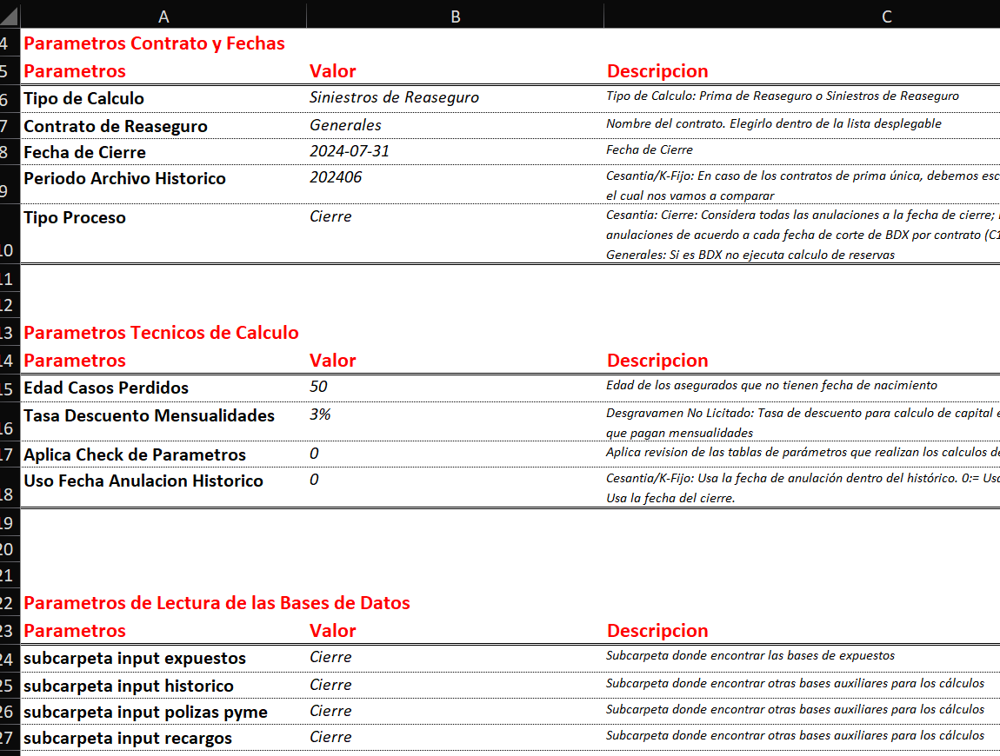 A B C
4 Parametros Contrato y Fechas
5 Parametros Valor Descripcion
6 Tipo de Calculo Siniestros de Reaseguro Tipo de Calculo: Prima de Reaseguro o Siniestros de Reaseguro
7 Contrato de Reaseguro Generales Nombre del contrato. Elegirlo dentro de la lista desplegable
8 Fecha de Cierre 2024-07-31 Fecha de Cierre
9 Periodo Archivo Historico 202406 Cesantia/K-Fijo: En caso de los contratos de prima única, debemos esc
el cual nos vamos a comparar
10 Tipo Proceso Cierre Cesantia: Cierre: Considera todas las anulaciones a la fecha de cierre;
anulaciones de acuerdo a cada fecha de corte de BDX por contrato (C1
Generales: Si es BDX no ejecuta calculo de reservas
11
12
13 Parametros Tecnicos de Calculo
14 Parametros Valor Descripcion
15 Edad Casos Perdidos 50 Edad de los asegurados que no tienen fecha de nacimiento
16 Tasa Descuento Mensualidades 3% Desgravamen No Licitado: Tasa de descuento para calculo de capital e
que pagan mensualidades
17 Aplica Check de Parametros 0 Aplica revision de las tablas de parámetros que realizan los calculos de
18 Uso Fecha Anulacion Historico 0 Cesantia/K-Fijo: Usa la fecha de anulación dentro del histórico. 0:= Usa
Usa la fecha del cierre.
19
20
21
22 Parametros de Lectura de las Bases de Datos
23 Parametros Valor Descripcion
24 subcarpeta input expuestos Cierre Subcarpeta donde encontrar las bases de expuestos
25 subcarpeta input historico Cierre Subcarpeta donde encontrar otras bases auxiliares para los cálculos
26 subcarpeta input polizas pyme Cierre Subcarpeta donde encontrar otras bases auxiliares para los cálculos
27 subcarpeta input recargos Cierre Subcarpeta donde encontrar otras bases auxiliares para los cálculos